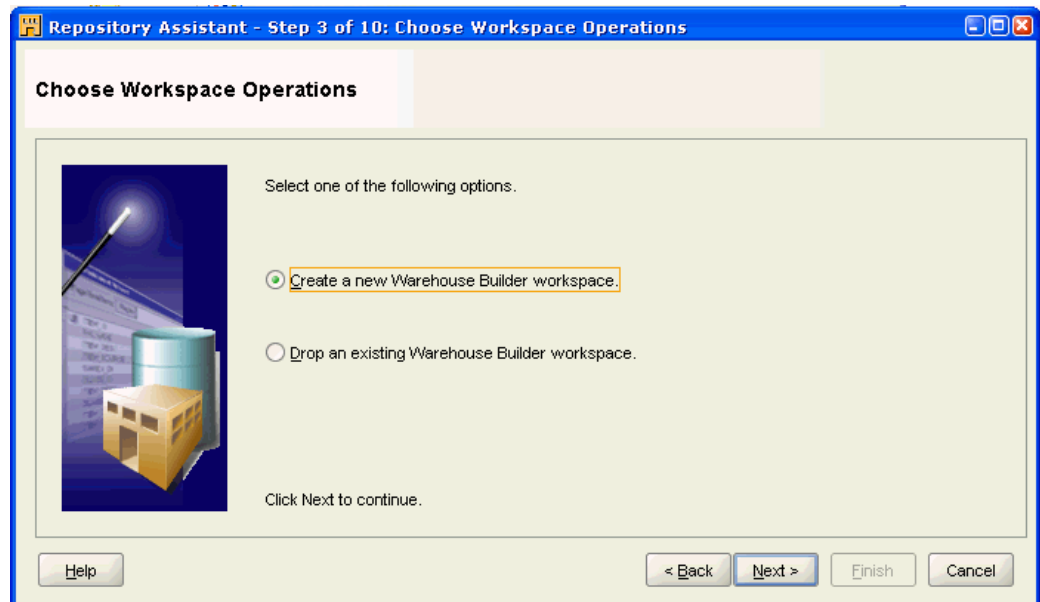 Repository Assistant - Step 3 of 10: Choose Workspace Operations
Choose Workspace Operations
Select one of the following options.
Create a new Warehouse Builder workspace.
Drop an existing Warehouse Builder workspace.
Click Next to continue.
Help
< Back
Next >
Finish
Cancel